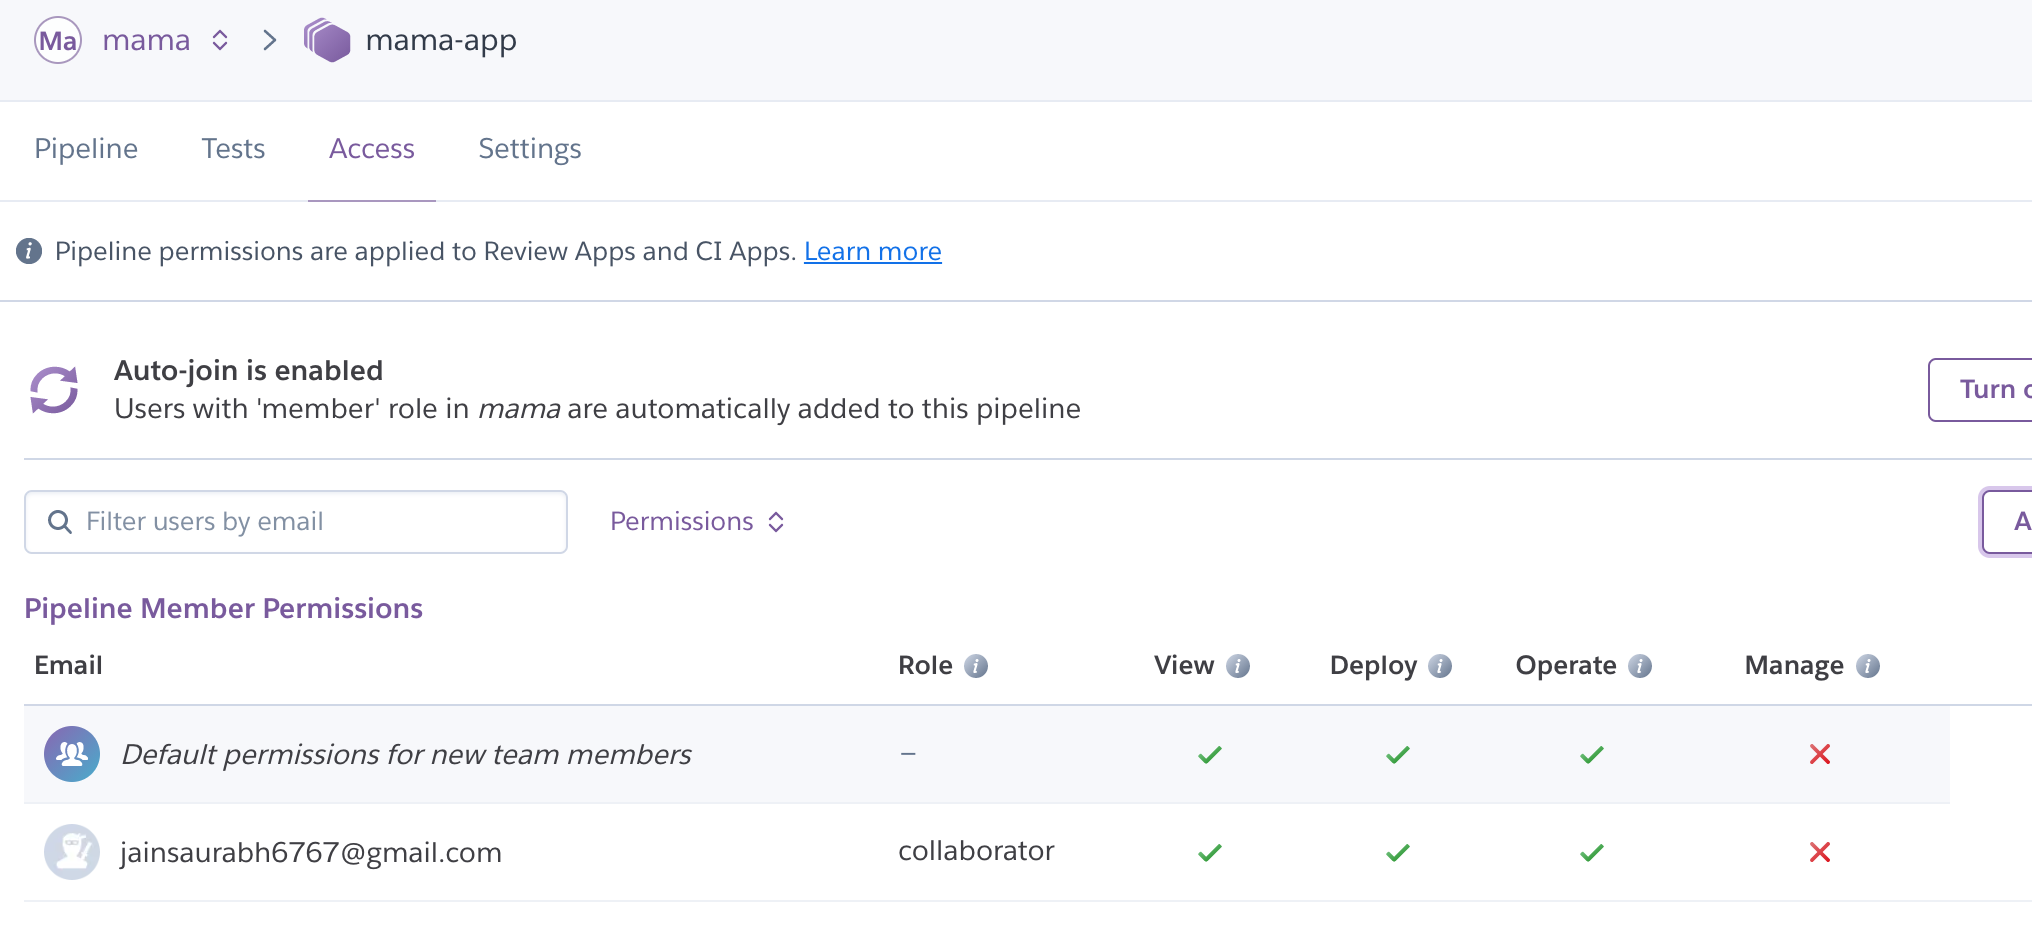 Ma mama > mama-app
Pipeline Tests Access Settings
Pipeline permissions are applied to Review Apps and CI Apps. Learn more
Auto-join is enabled
Users with 'member' role in mama are automatically added to this pipeline
Turn
Filter users by email Permissions
Pipeline Member Permissions
Email Role View Deploy Operate Manage
Default permissions for new team members –
jainsaurabh6767@gmail.com collaborator